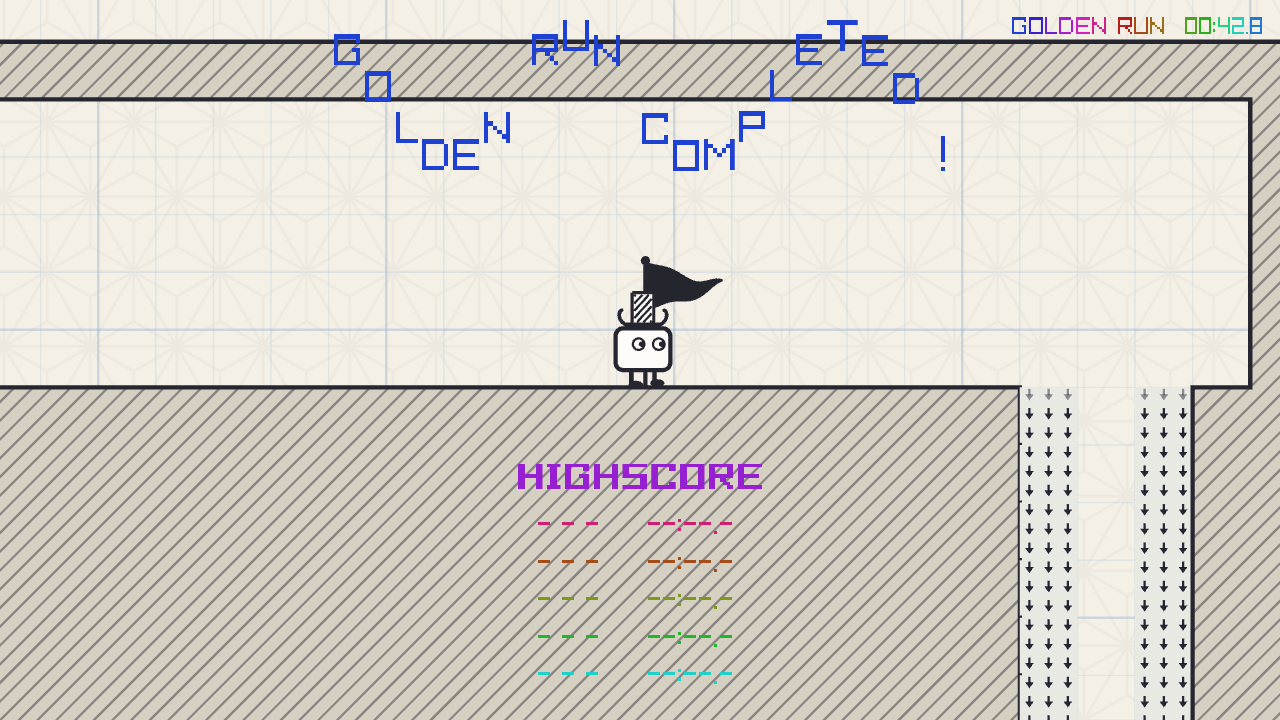 GOLDEN RUN 00:42.8
GOLDEN RUN COMPLETED!
HIGHSCORE
--- --:--.-
--- --:--.-
--- --:--.-
--- --:--.-
--- --:--.-